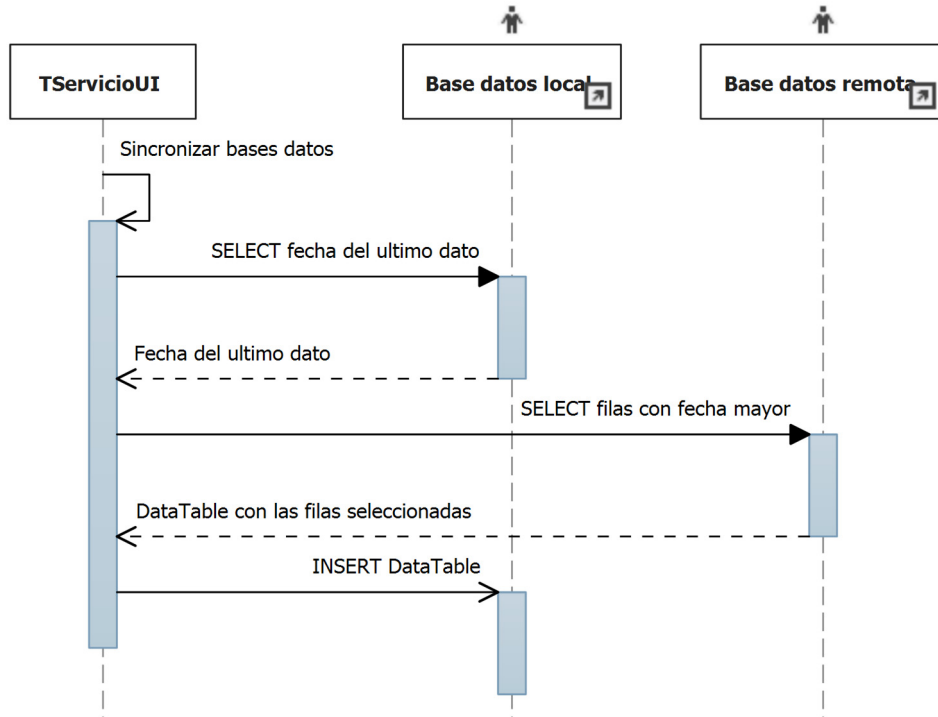 TServicioUI
Base datos local
Base datos remota
Sincronizar bases datos
SELECT fecha del ultimo dato
Fecha del ultimo dato
SELECT filas con fecha mayor
DataTable con las filas seleccionadas
INSERT DataTable